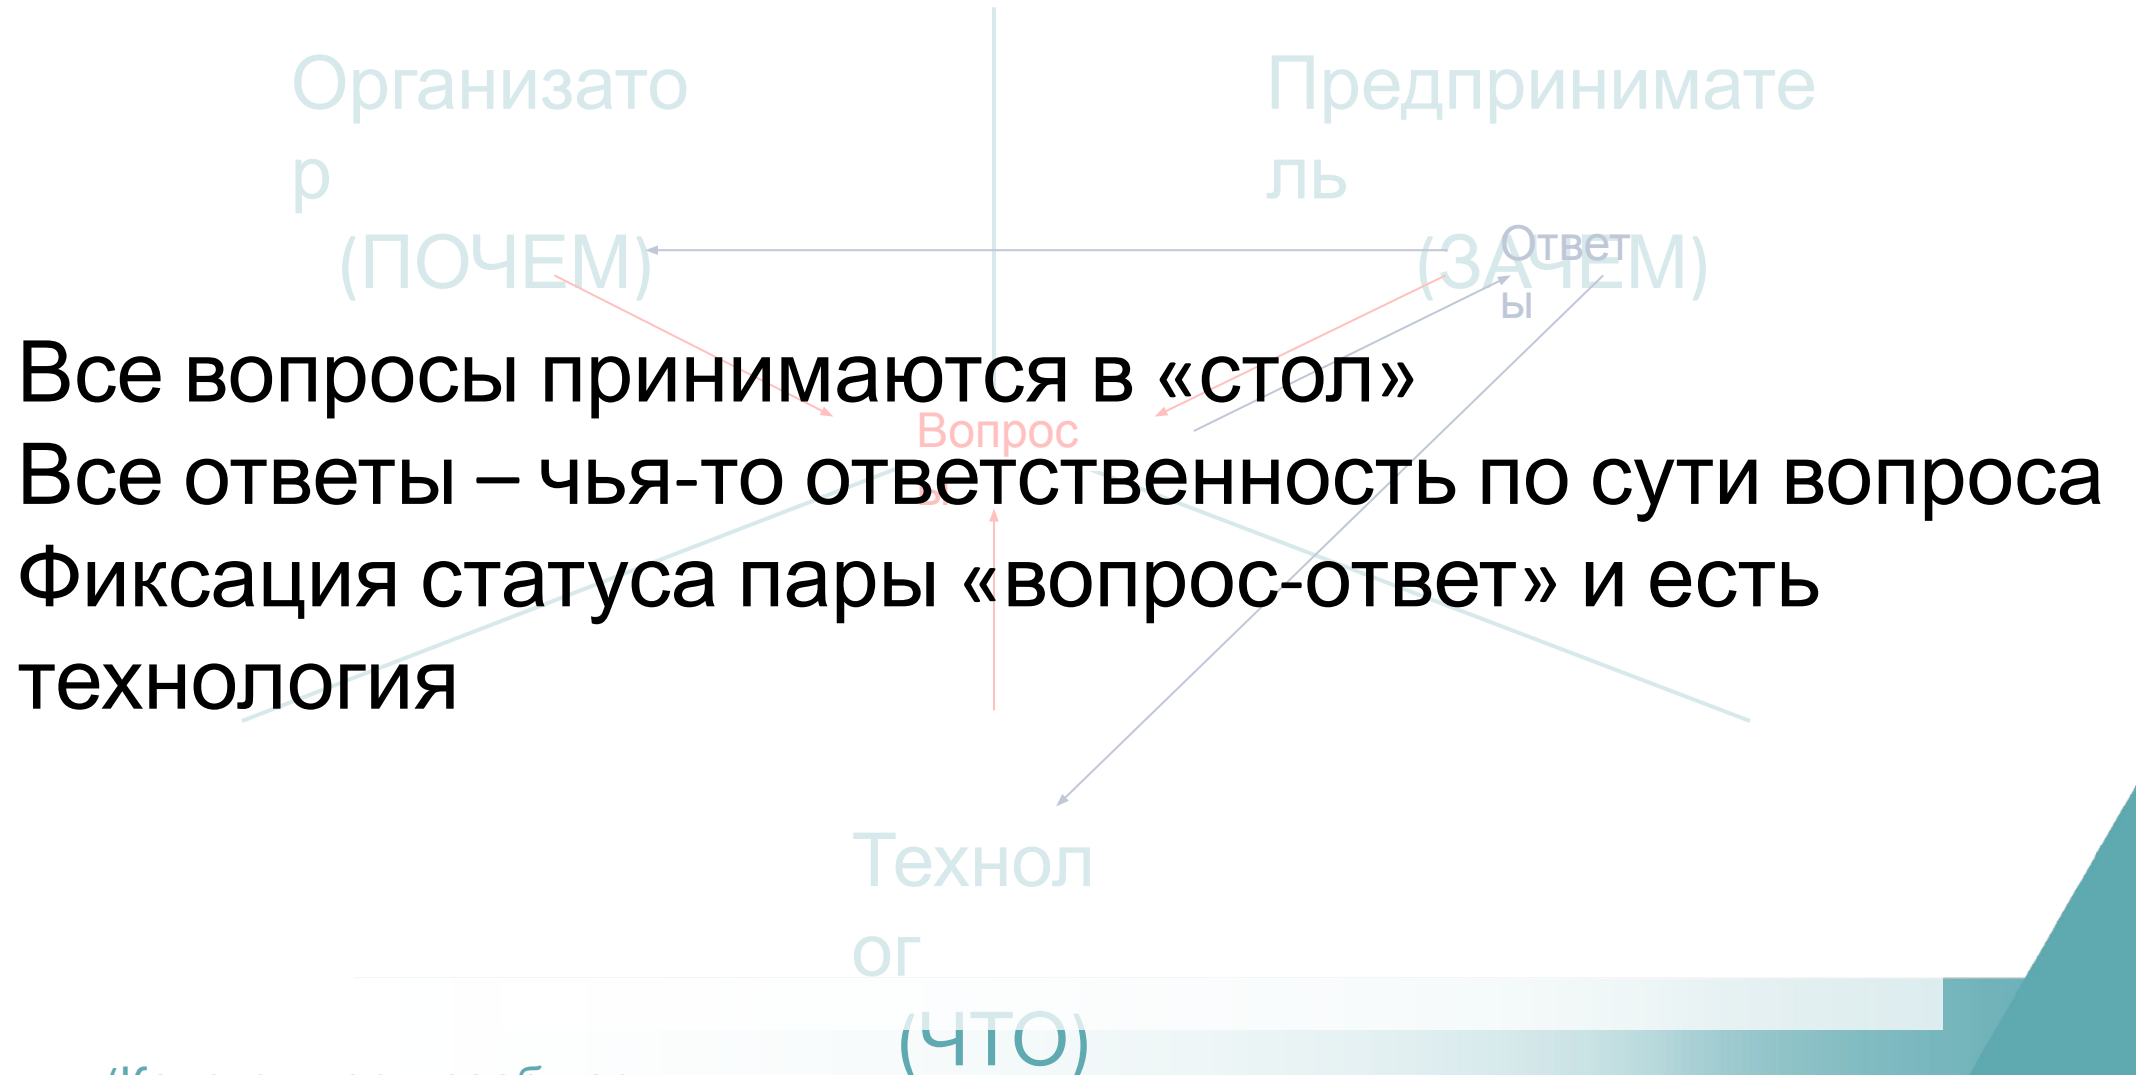 Организато
р
(ПОЧЕМ)
Предпринимате
ль
(ЗАЧЕМ)
Ответ
ы
Все вопросы принимаются в «стол»
Вопрос
ы
Все ответы – чья-то ответственность по сути вопроса
Фиксация статуса пары «вопрос-ответ» и есть
технология
Технол
ог
(ЧТО)